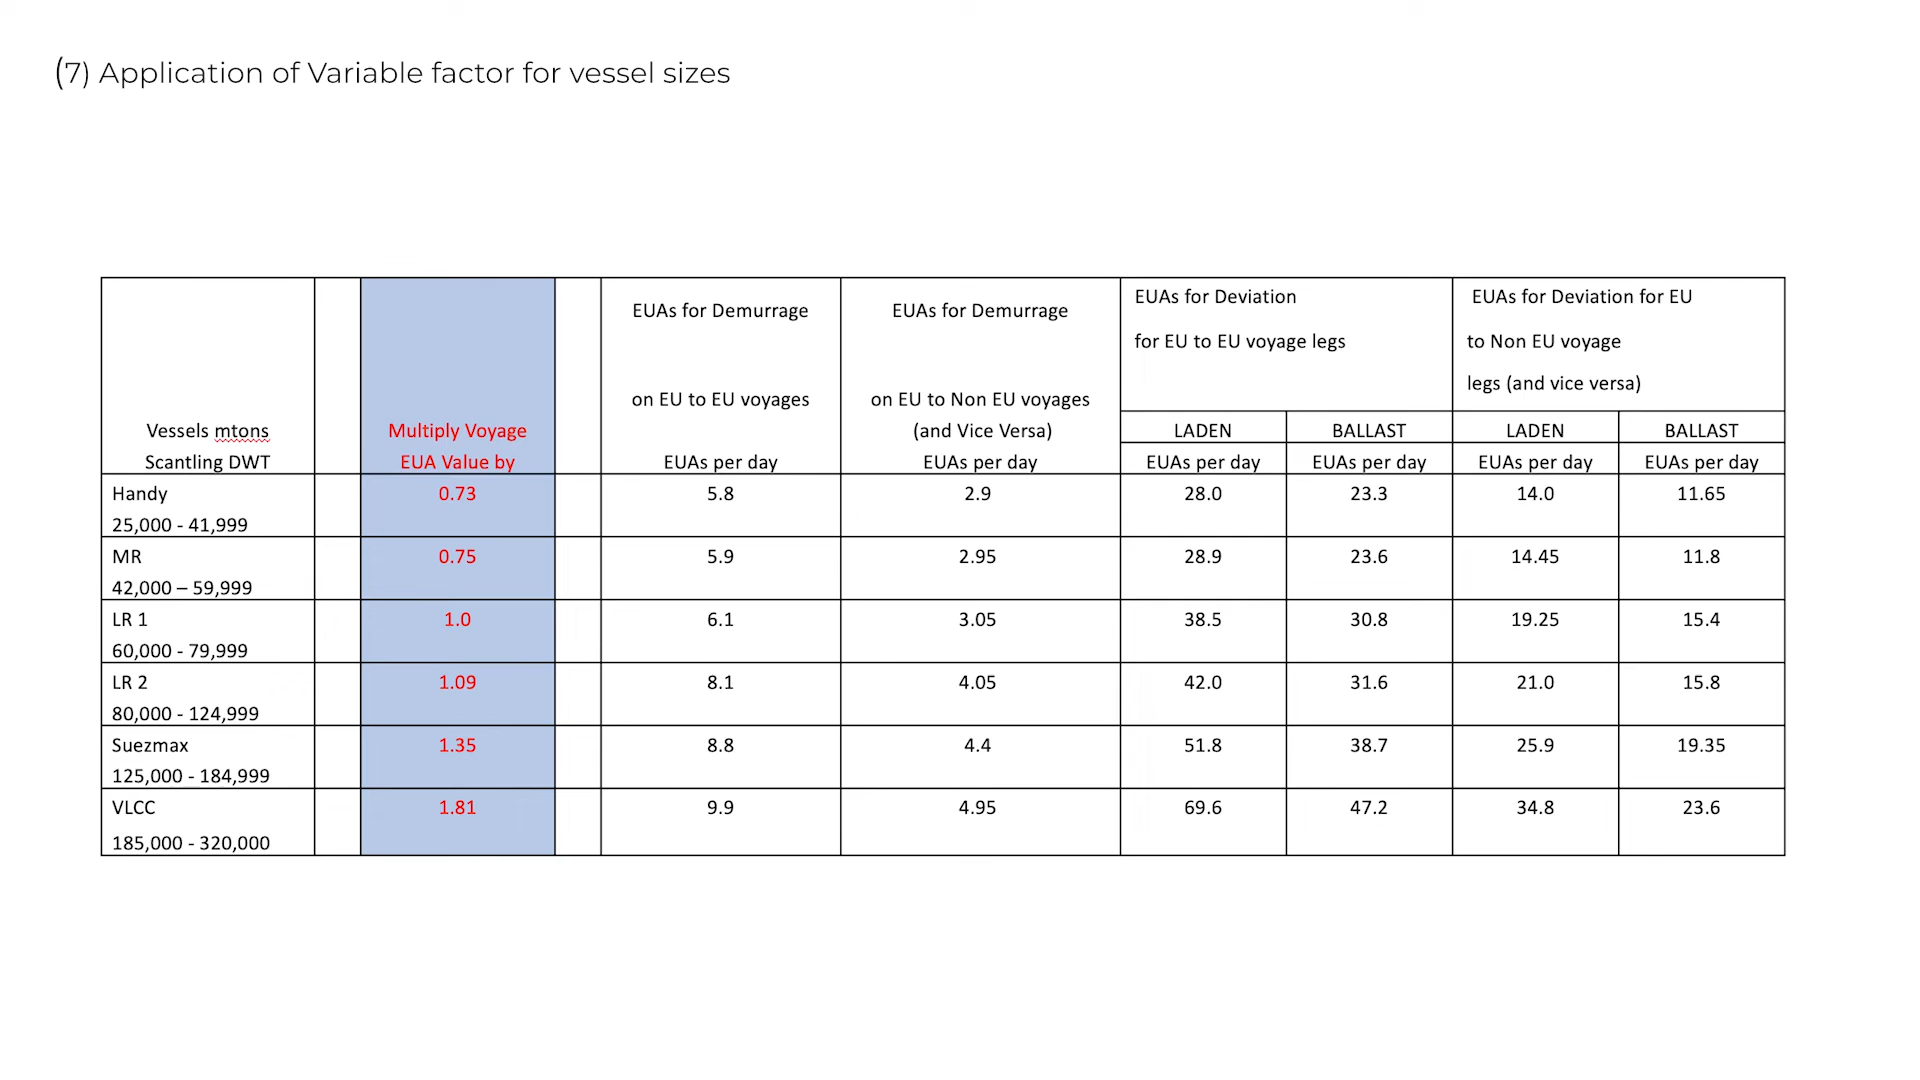 (7) Application of Variable factor for vessel sizes
Vessels mtons
Scantling DWT
Multiply Voyage
EUA Value by
EUAs for Demurrage
on EU to EU voyages
EUAs per day
EUAs for Demurrage
on EU to Non EU voyages
(and Vice Versa)
EUAs per day
EUAs for Deviation
for EU to EU voyage legs
EUAs for Deviation for EU
to Non EU voyage
legs (and vice versa)
LADEN BALLAST LADEN BALLAST
EUAs per day EUAs per day EUAs per day EUAs per day
Handy 0.73 5.8 2.9 28.0 23.3 14.0 11.65
25,000 - 41,999
MR 0.75 5.9 2.95 28.9 23.6 14.45 11.8
42,000 – 59,999
LR 1 1.0 6.1 3.05 38.5 30.8 19.25 15.4
60,000 - 79,999
LR 2 1.09 8.1 4.05 42.0 31.6 21.0 15.8
80,000 - 124,999
Suezmax 1.35 8.8 4.4 51.8 38.7 25.9 19.35
125,000 - 184,999
VLCC 1.81 9.9 4.95 69.6 47.2 34.8 23.6
185,000 - 320,000